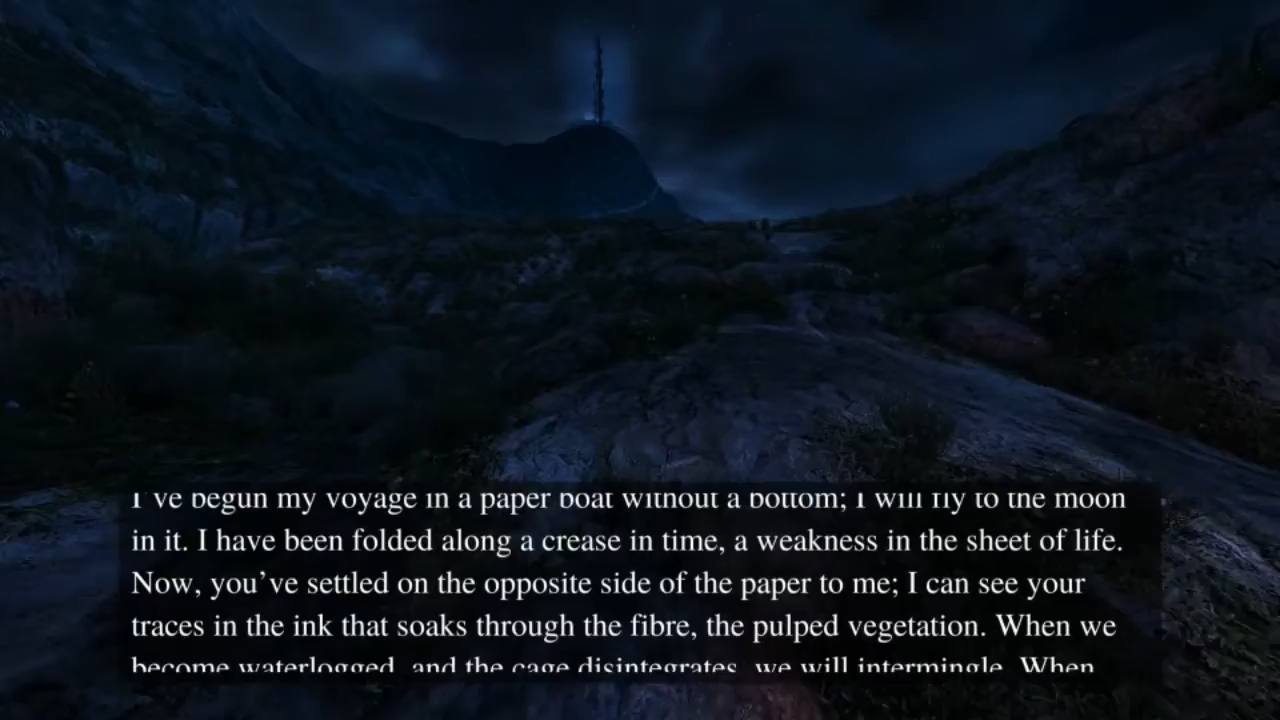 I've begun my voyage in a paper boat without a bottom; I will fly to the moon
in it. I have been folded along a crease in time, a weakness in the sheet of life.
Now, you've settled on the opposite side of the paper to me; I can see your
traces in the ink that soaks through the fibre, the pulped vegetation. When we
become waterlogged, and the cage disintegrates, we will intermingle. When